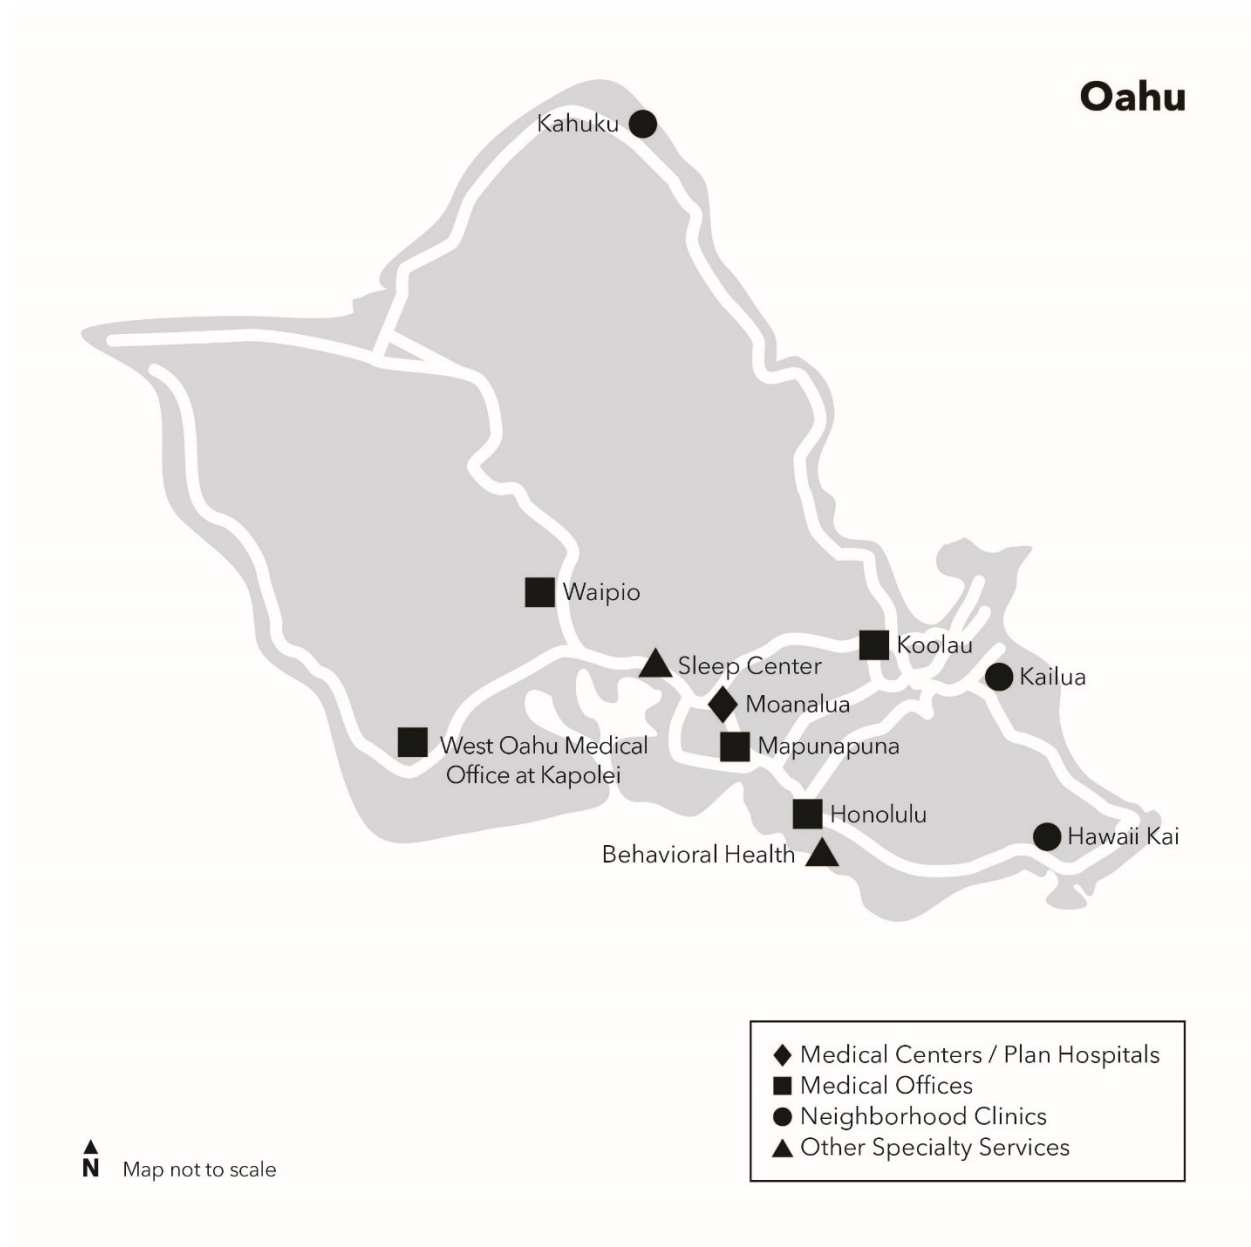 Oahu
Kahuku
Waipio
Koolau
Sleep Center
Kailua
Moanalua
West Oahu Medical
Office at Kapolei
Mapunapuna
Honolulu
Hawaii Kai
Behavioral Health
Medical Centers / Plan Hospitals
Medical Offices
Neighborhood Clinics
Other Specialty Services
N
Map not to scale